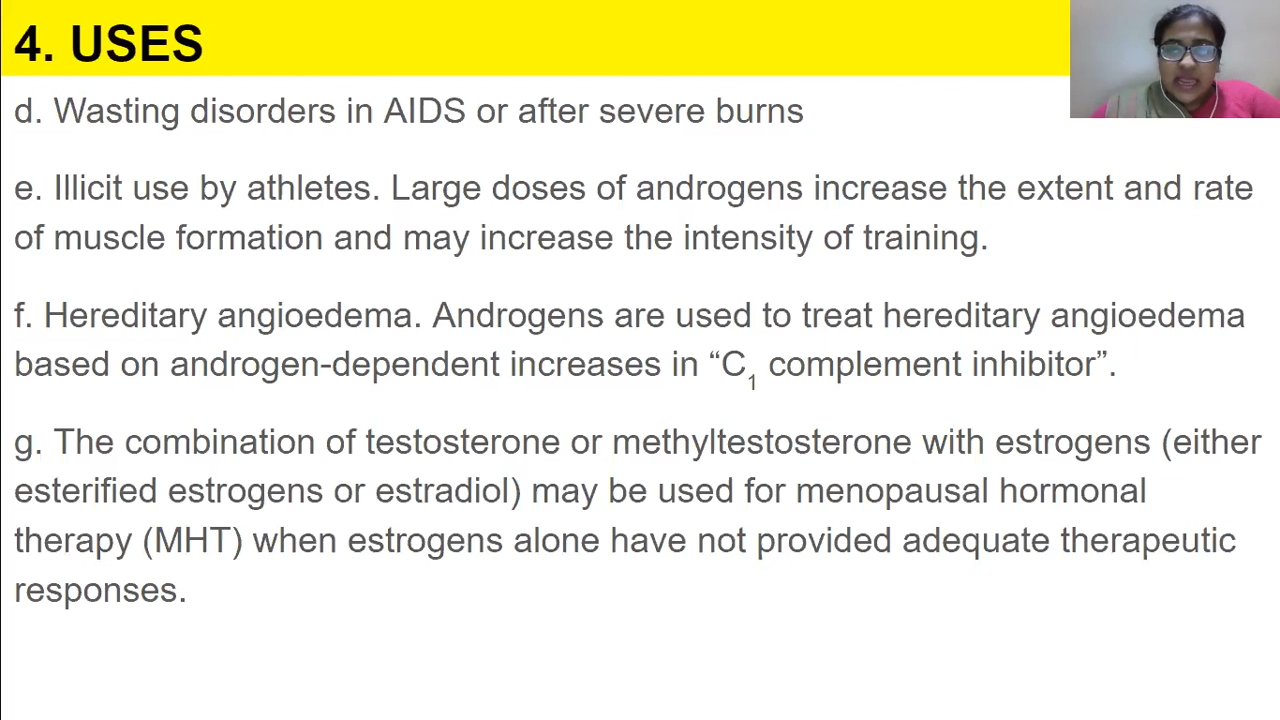 4. USES
d. Wasting disorders in AIDS or after severe burns
e. Illicit use by athletes. Large doses of androgens increase the extent and rate
of muscle formation and may increase the intensity of training.
f. Hereditary angioedema. Androgens are used to treat hereditary angioedema
based on androgen-dependent increases in “C₁ complement inhibitor”.
g. The combination of testosterone or methyltestosterone with estrogens (either
esterified estrogens or estradiol) may be used for menopausal hormonal
therapy (MHT) when estrogens alone have not provided adequate therapeutic
responses.